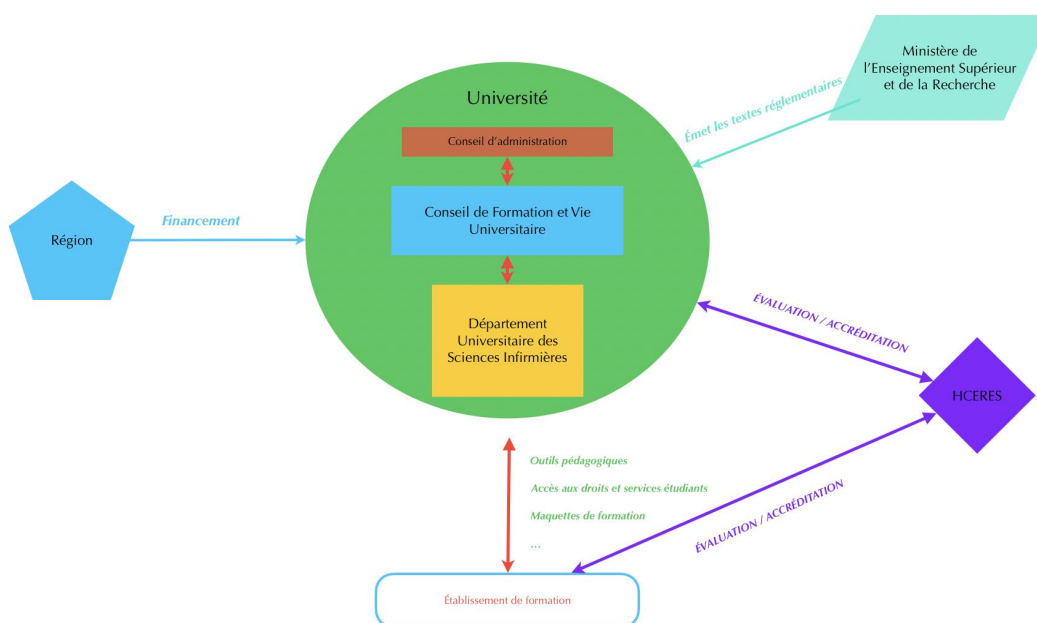 Ministère de
l'Enseignement Supérieur
et de la Recherche
Émet les textes réglementaires
Université
Conseil d'administration
Conseil de Formation et Vie
Universitaire
Région
Financement
Département
Universitaire des
Sciences Infirmières
ÉVALUATION / ACCRÉDITATION
HCERES
Outils pédagogiques
Accès aux droits et services étudiants
Maquettes de formation
...
ÉVALUATION / ACCRÉDITATION
Établissement de formation